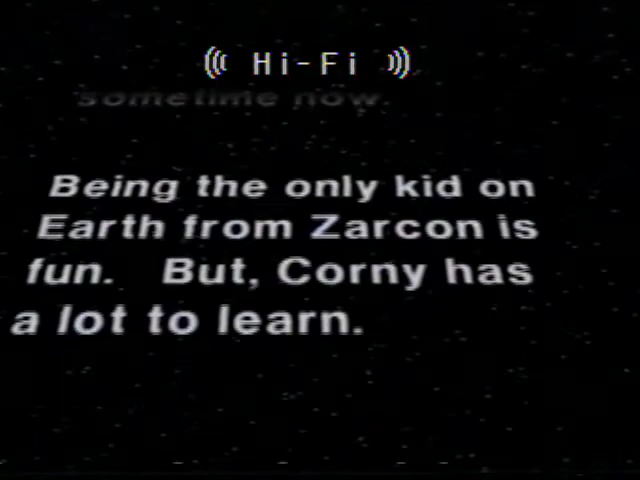 ((( Hi-Fi )))
sometime now.
Being the only kid on
Earth from Zarcon is
fun. But, Corny has
a lot to learn.